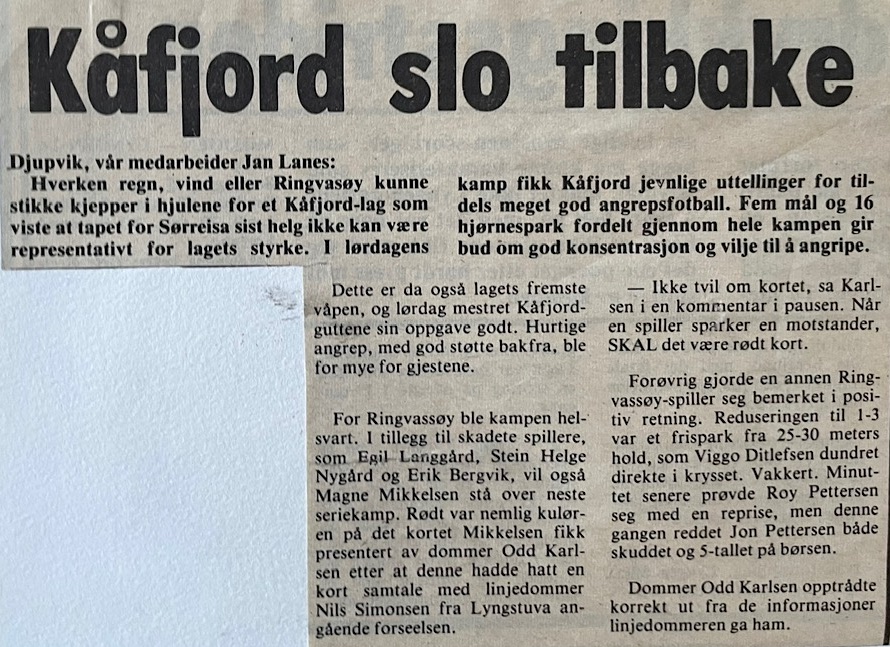 Kåfjord slo tilbake
Djupvik, vår medarbeider Jan Lanes:
Hverken regn, vind eller Ringvasøy kunne
stikke kjepper i hjulene for et Kåfjord-lag som
viste at tapet for Sørreisa sist helg ikke kan være
representativt for lagets styrke. I lørdagens
kamp fikk Kåfjord jevnlige uttellinger for til-
dels meget god angrepsfotball. Fem mål og 16
hjørnespark fordelt gjennom hele kampen gir
bud om god konsentrasjon og vilje til å angripe.
Dette er da også lagets fremste
våpen, og lørdag mestret Kåfjord-
guttene sin oppgave godt. Hurtige
angrep, med god støtte bakfra, ble
for mye for gjestene.
For Ringvassøy ble kampen hel-
svart. I tillegg til skadete spillere,
som Egil Langgård, Stein Helge
Nygård og Erik Bergvik, vil også
Magne Mikkelsen stå over neste
seriekamp. Rødt var nemlig kulør-
en på det kortet Mikkelsen fikk
presentert av dommer Odd Karl-
sen etter at denne hadde hatt en
kort samtale med linjedommer
Nils Simonsen fra Lyngstuva an-
gående forseelsen.
— Ikke tvil om kortet, sa Karl-
sen i en kommentar i pausen. Når
en spiller sparker en motstander,
SKAL det være rødt kort.
Forøvrig gjorde en annen Ring-
vassøy-spiller seg bemerket i posi-
tiv retning. Reduseringen til 1-3
var et frispark fra 25-30 meters
hold, som Viggo Ditlefsen dundret
direkte i krysset. Vakkert. Minut-
tet senere prøvde Roy Pettersen
seg med en reprise, men denne
gangen reddet Jon Pettersen både
skuddet og 5-tallet på børsen.
Dommer Odd Karlsen opptrådte
korrekt ut fra de informasjoner
linjedommeren ga ham.